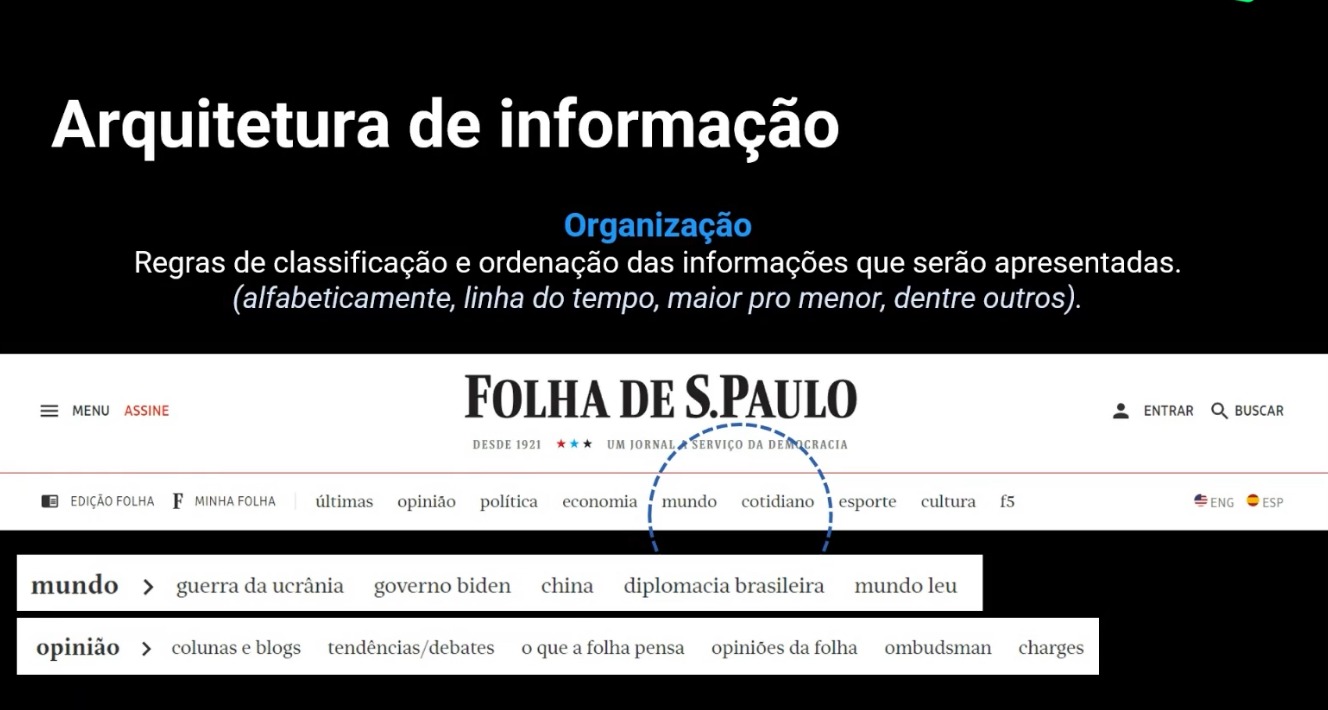 Arquitetura de informação
Organização
Regras de classificação e ordenação das informações que serão apresentadas.
(alfabeticamente, linha do tempo, maior pro menor, dentre outros).
MENU ASSINE
FOLHA DE S.PAULO
ENTRAR BUSCAR
DESDE 1921 ★★★ UM JORNAL A SERVIÇO DA DEMOCRACIA
EDIÇÃO FOLHA F MINHA FOLHA últimas opinião política economia mundo cotidiano esporte cultura f5 ENG ESP
mundo > guerra da ucrânia governo biden china diplomacia brasileira mundo leu
opinião > colunas e blogs tendências/debates o que a folha pensa opiniões da folha ombudsman charges